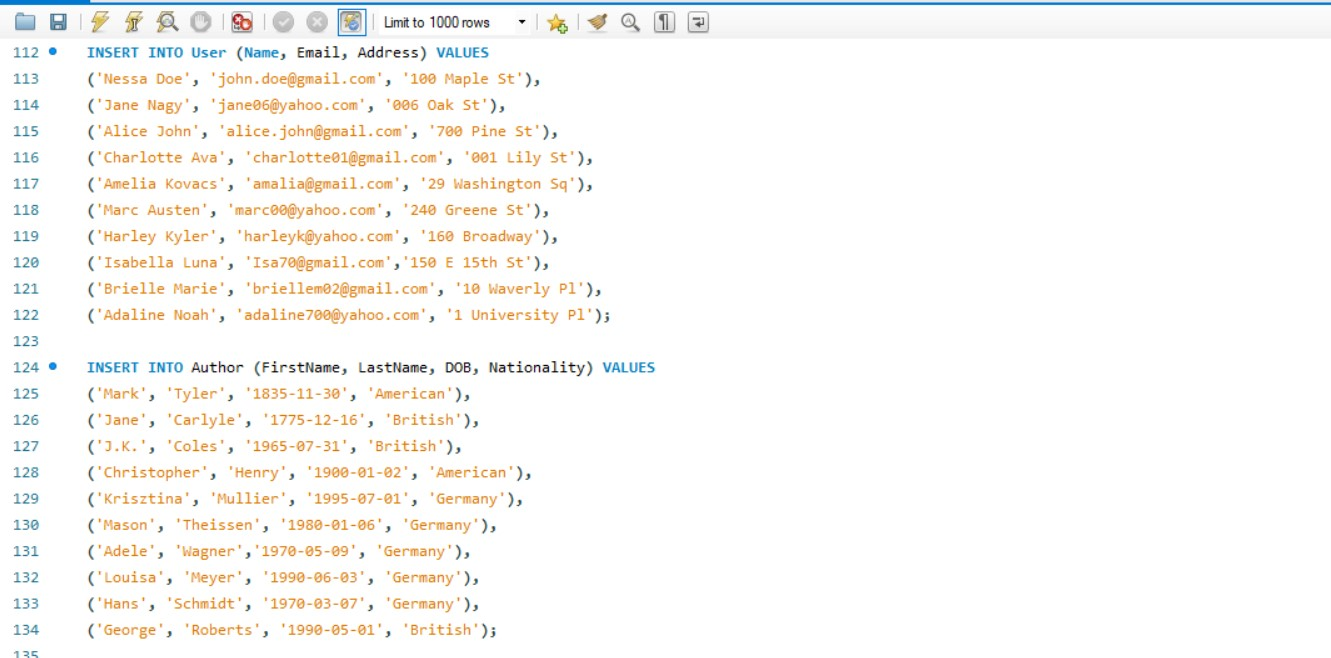 Limit to 1000 rows
112 INSERT INTO User (Name, Email, Address) VALUES
113 ('Nessa Doe', 'john.doe@gmail.com', '100 Maple St'),
114 ('Jane Nagy', 'jane06@yahoo.com', '006 Oak St'),
115 ('Alice John', 'alice.john@gmail.com', '700 Pine St'),
116 ('Charlotte Ava', 'charlotte01@gmail.com', '001 Lily St'),
117 ('Amelia Kovacs', 'amalia@gmail.com', '29 Washington Sq'),
118 ('Marc Austen', 'marc00@yahoo.com', '240 Greene St'),
119 ('Harley Kyler', 'harleyk@yahoo.com', '160 Broadway'),
120 ('Isabella Luna', 'Isa70@gmail.com','150 E 15th St'),
121 ('Brielle Marie', 'briellem02@gmail.com', '10 Waverly Pl'),
122 ('Adaline Noah', 'adaline700@yahoo.com', '1 University Pl');
123
124 INSERT INTO Author (FirstName, LastName, DOB, Nationality) VALUES
125 ('Mark', 'Tyler', '1835-11-30', 'American'),
126 ('Jane', 'Carlyle', '1775-12-16', 'British'),
127 ('J.K.', 'Coles', '1965-07-31', 'British'),
128 ('Christopher', 'Henry', '1900-01-02', 'American'),
129 ('Krisztina', 'Mullier', '1995-07-01', 'Germany'),
130 ('Mason', 'Theissen', '1980-01-06', 'Germany'),
131 ('Adele', 'Wagner','1970-05-09', 'Germany'),
132 ('Louisa', 'Meyer', '1990-06-03', 'Germany'),
133 ('Hans', 'Schmidt', '1970-03-07', 'Germany'),
134 ('George', 'Roberts', '1990-05-01', 'British');
135